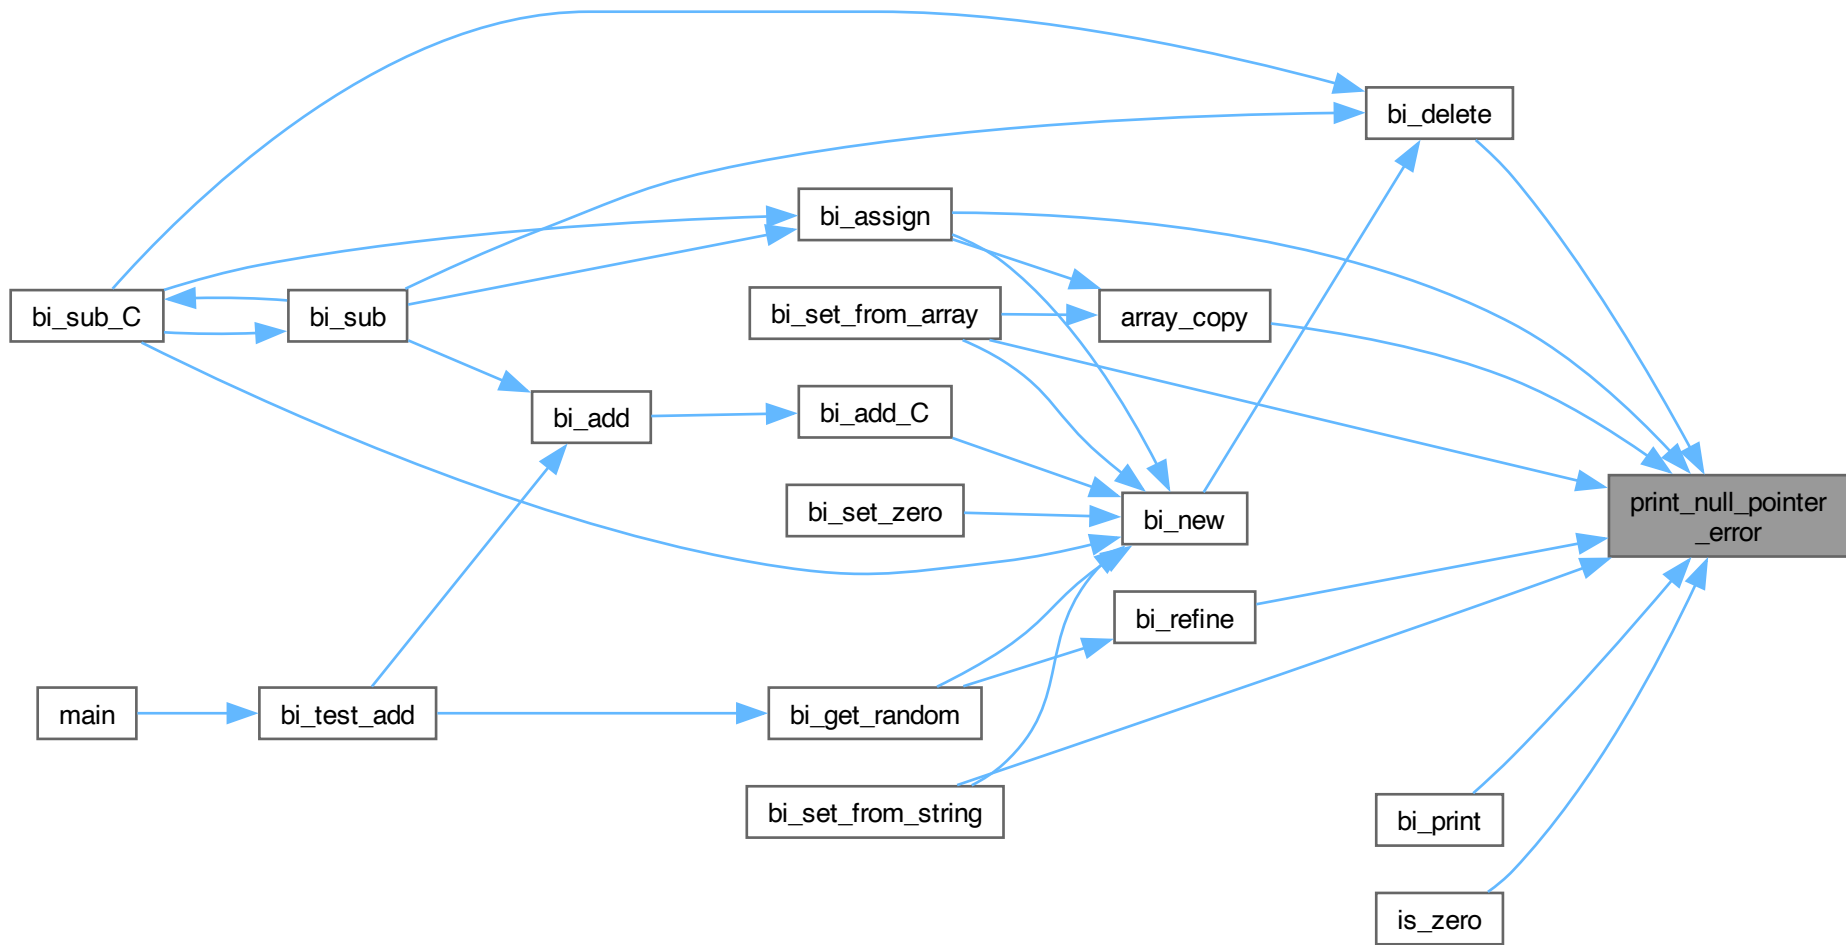 bi_delete
bi_assign
bi_sub_C
bi_sub
bi_set_from_array
array_copy
bi_add
bi_add_C
bi_set_zero
bi_new
print_null_pointer
_error
bi_refine
main
bi_test_add
bi_get_random
bi_set_from_string
bi_print
is_zero